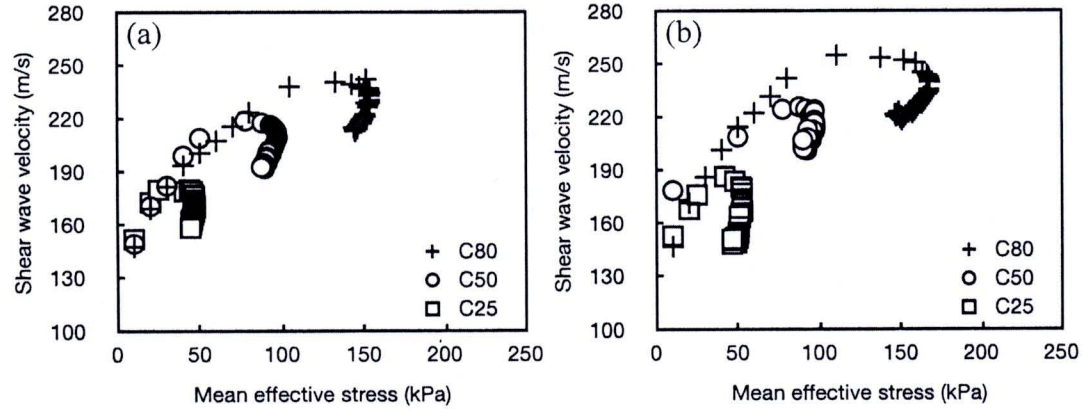 (a)
Shear wave velocity (m/s)
280
250
220
190
160
130
100
C80
C50
C25
0 50 100 150 200 250
Mean effective stress (kPa)
(b)
Shear wave velocity (m/s)
280
250
220
190
160
130
100
C80
C50
C25
0 50 100 150 200 250
Mean effective stress (kPa)